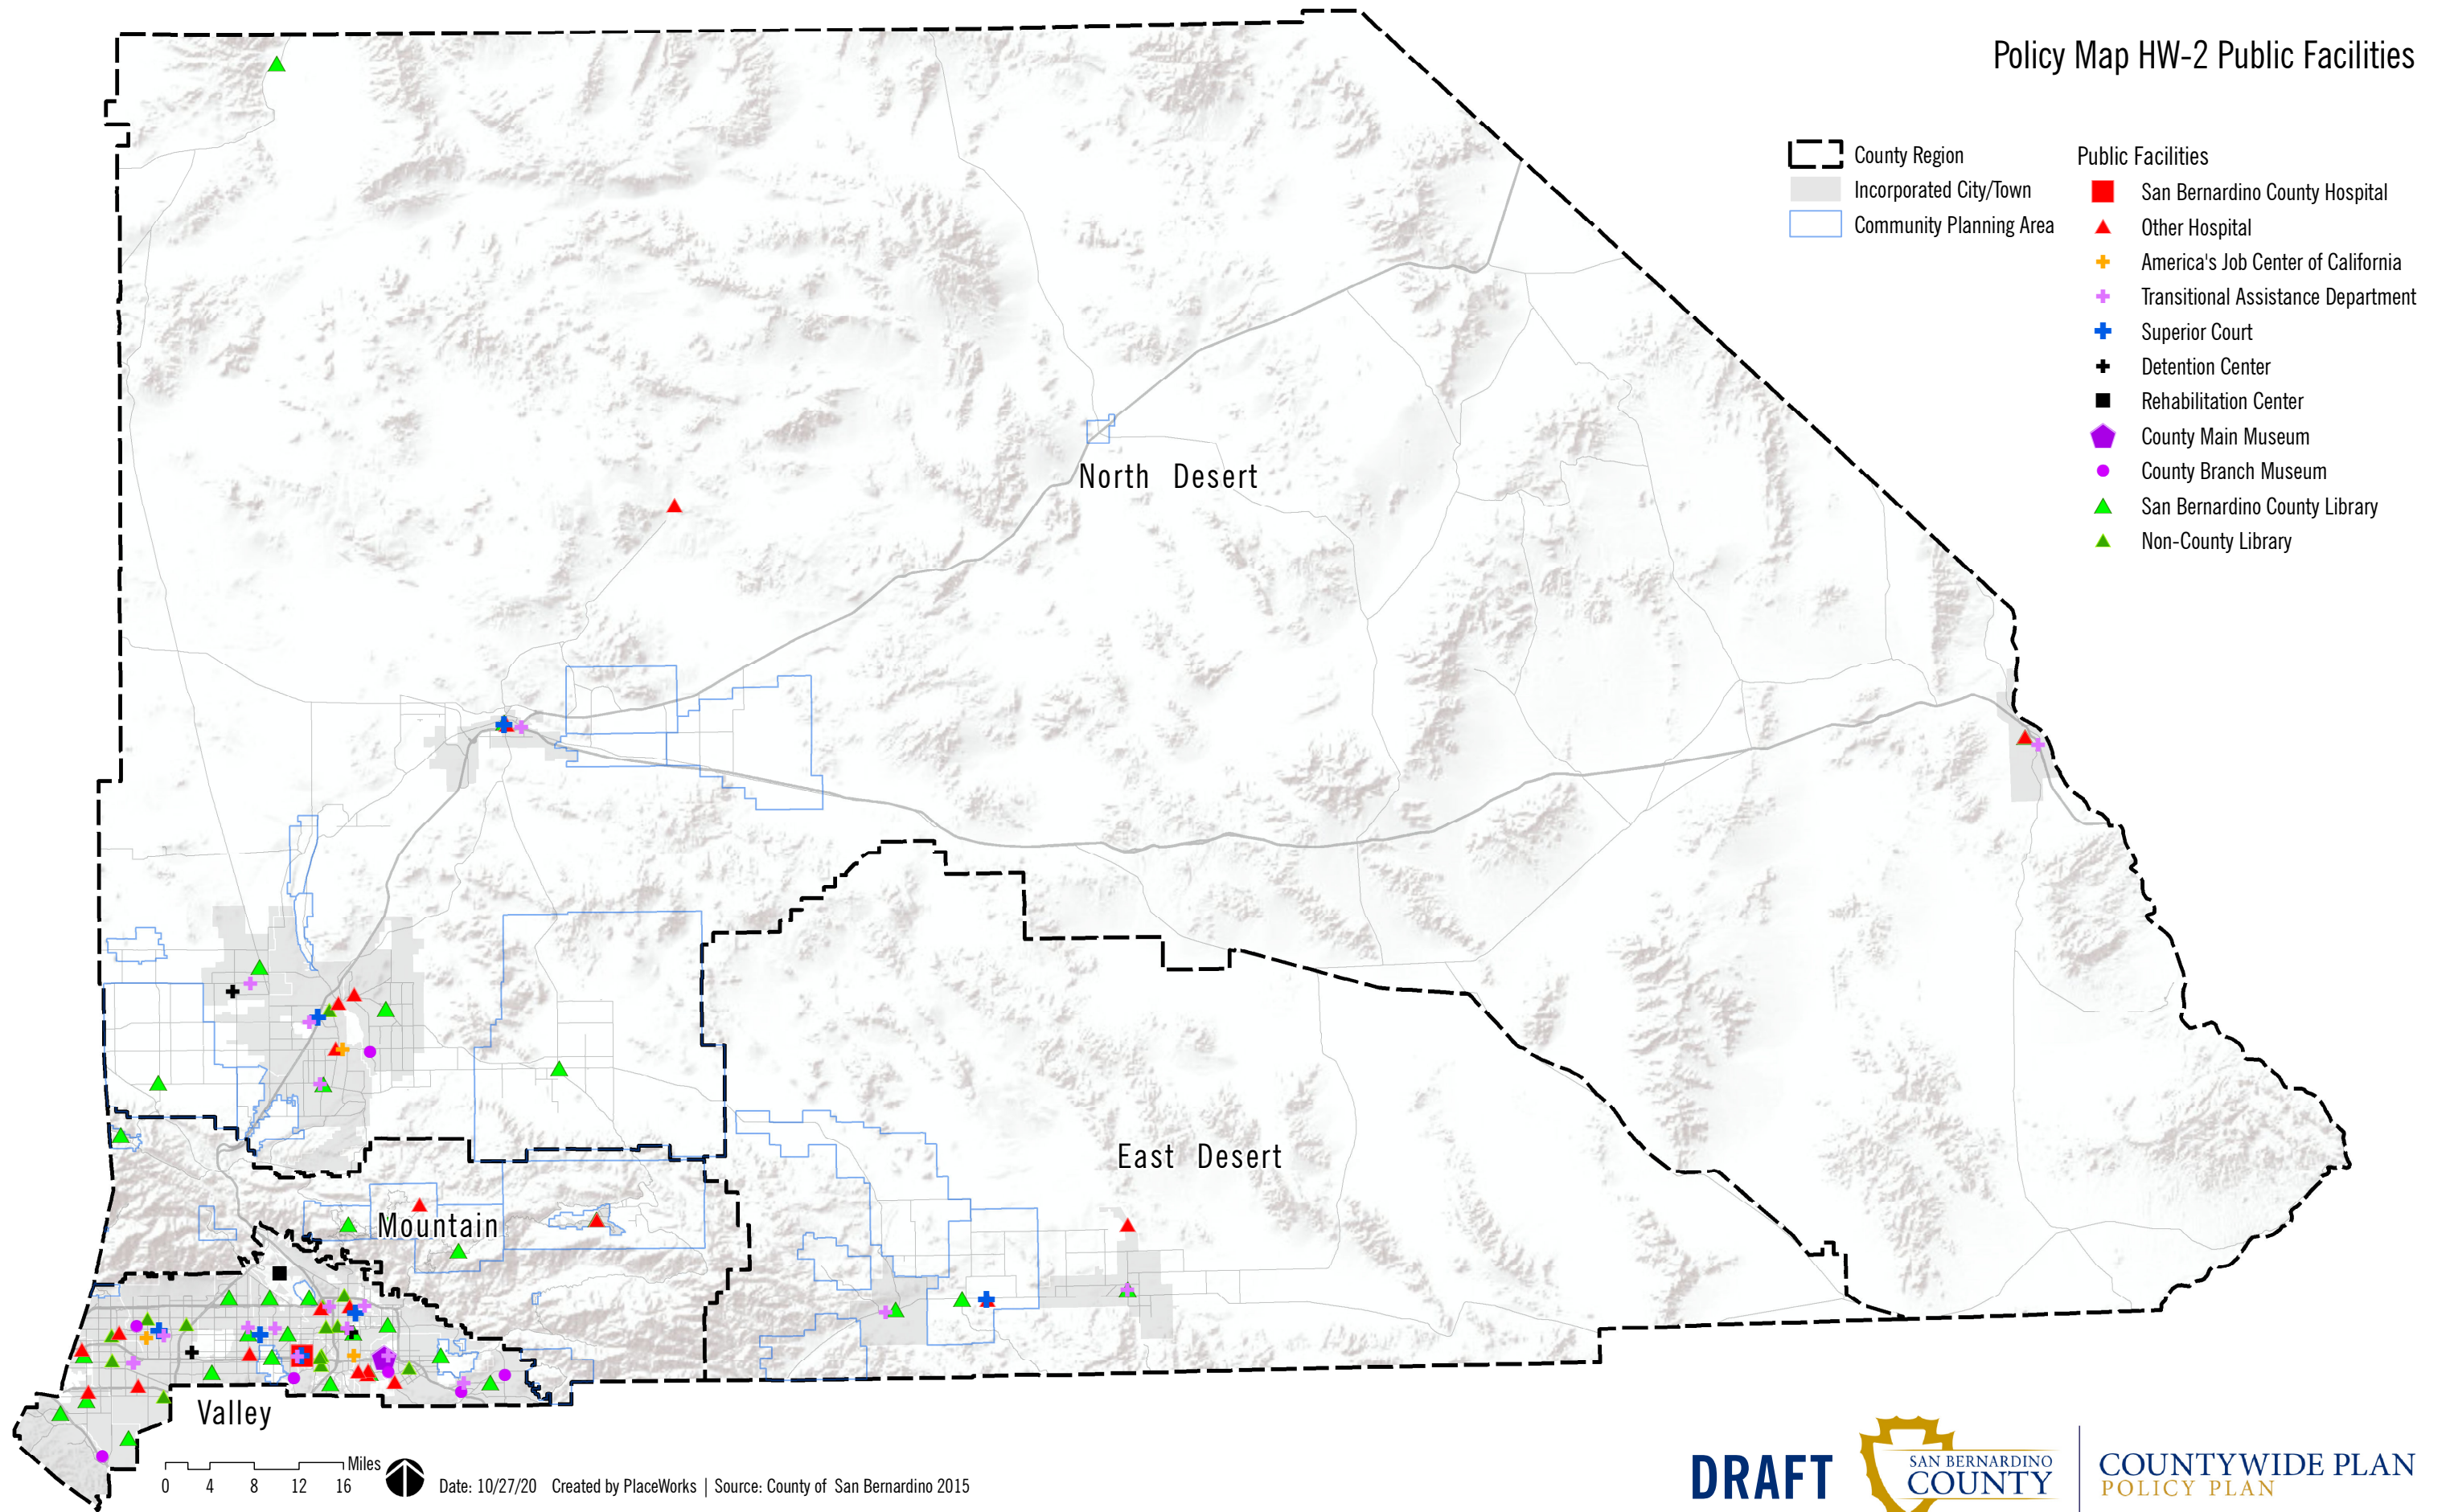 Policy Map HW-2 Public Facilities
County Region
Incorporated City/Town
Community Planning Area
Public Facilities
San Bernardino County Hospital
Other Hospital
America's Job Center of California
Transitional Assistance Department
Superior Court
Detention Center
Rehabilitation Center
County Main Museum
County Branch Museum
San Bernardino County Library
Non-County Library
North Desert
East Desert
Mountain
Valley
Miles
0 4 8 12 16
Date: 10/27/20 Created by PlaceWorks | Source: County of San Bernardino 2015
DRAFT
SAN BERNARDINO
COUNTY
COUNTYWIDE PLAN
POLICY PLAN